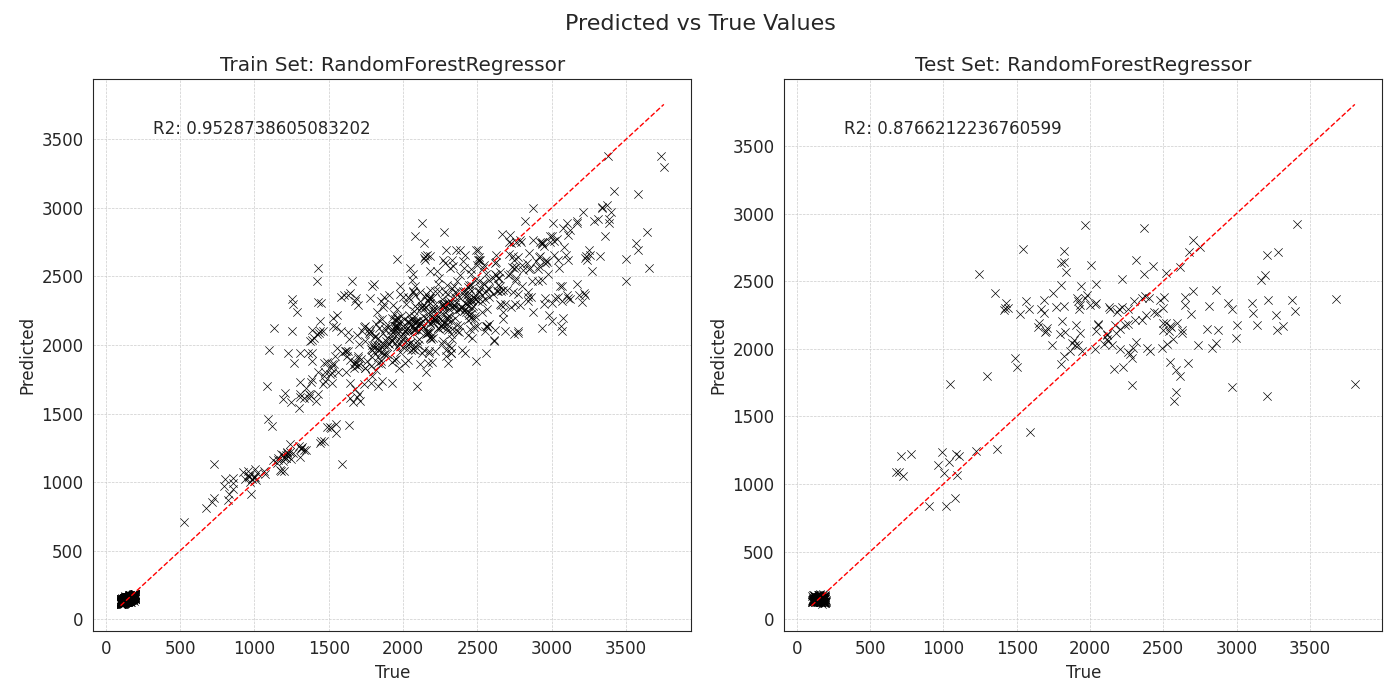 Predicted vs True Values
Train Set: RandomForestRegressor
R2: 0.9528738605083202
3500
3000
2500
2000
1500
1000
500
0
Predicted
0 500 1000 1500 2000 2500 3000 3500
True
Test Set: RandomForestRegressor
R2: 0.8766212236760599
3500
3000
2500
2000
1500
1000
500
0
Predicted
0 500 1000 1500 2000 2500 3000 3500
True